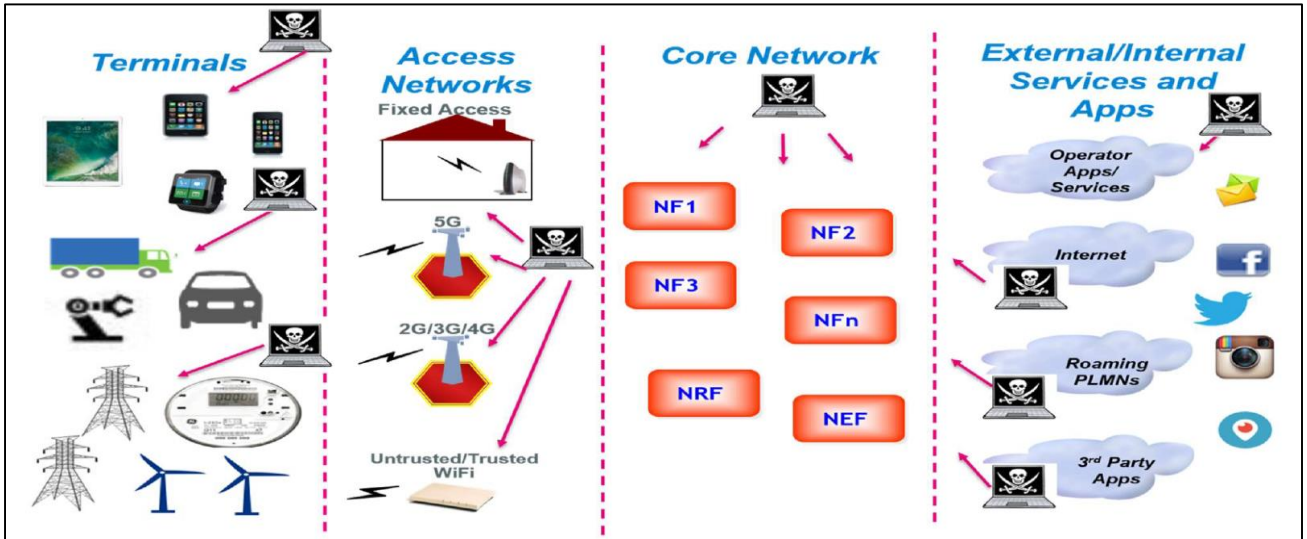 Terminals
Access
Networks
Fixed Access
5G
2G/3G/4G
Untrusted/Trusted
WiFi
Core Network
NF1
NF2
NF3
NFn
NRF
NEF
External/Internal
Services and
Apps
Operator
Apps/
Services
Internet
Roaming
PLMNs
3rd Party
Apps